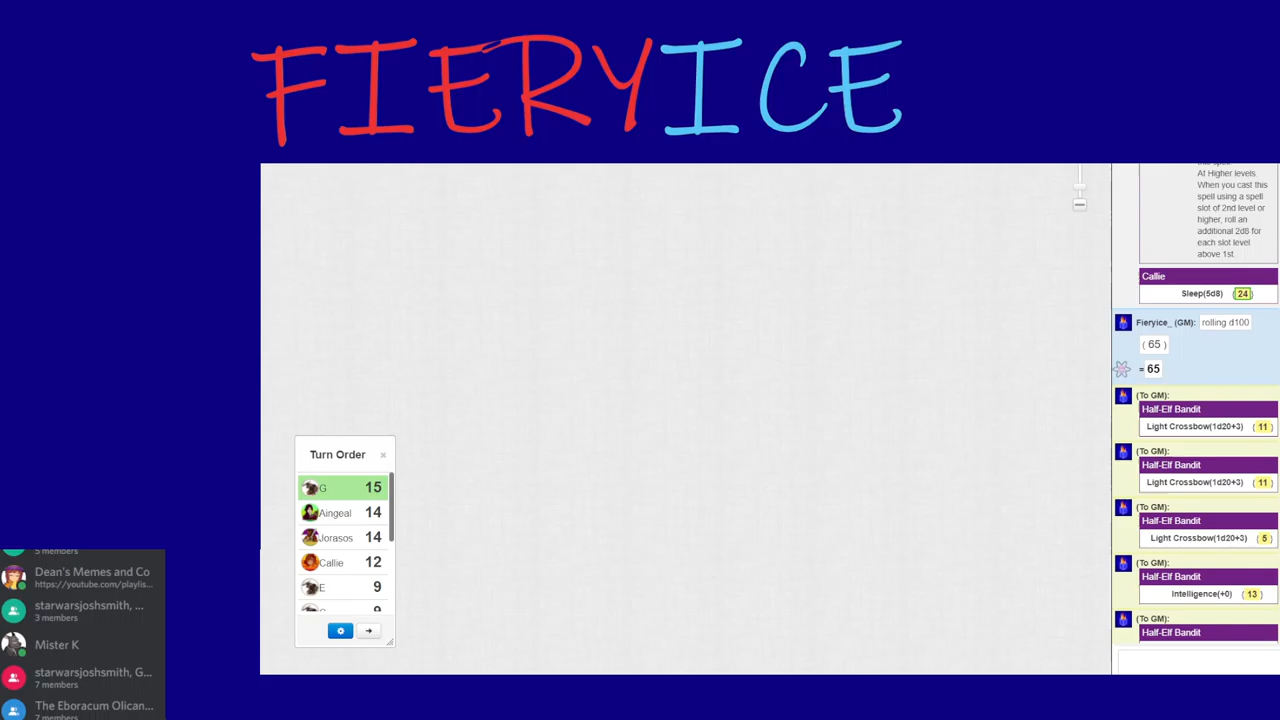 FIERYICE
At Higher levels.
When you cast this
spell using a spell
slot of 2nd level or
higher, roll an
additional 2d8 for
each slot level
above 1st.
Callie
Sleep(5d8) ( 24 )
Fieryice_ (GM): rolling d100
( 65 )
= 65
(To GM):
Half-Elf Bandit
Light Crossbow(1d20+3) ( 11 )
(To GM):
Half-Elf Bandit
Light Crossbow(1d20+3) ( 11 )
(To GM):
Half-Elf Bandit
Light Crossbow(1d20+3) ( 5 )
(To GM):
Half-Elf Bandit
Intelligence(+0) ( 13 )
(To GM):
Half-Elf Bandit
Turn Order ×
G 15
Aingeal 14
Jorasos 14
Callie 12
E 9
9
5 members
Dean's Memes and Co
https://youtube.com/playlis...
starwarsjoshsmith, ...
3 members
Mister K
starwarsjoshsmith, G...
7 members
The Eboracum Olican...
7 members